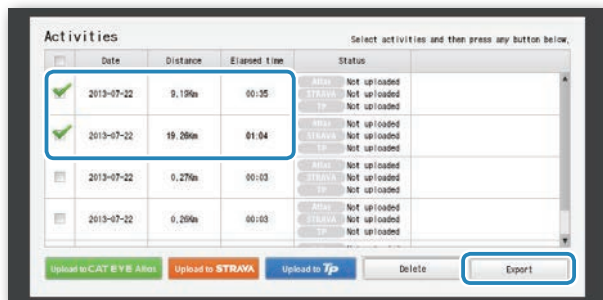 Activities
Select activities and then press any button below.
Date Distance Elapsed time Status
Atlas Not uploaded
2013-07-22 9.19Km 00:35 STRAVA Not uploaded
TP Not uploaded
Atlas Not uploaded
2013-07-22 19.26Km 01:04 STRAVA Not uploaded
TP Not uploaded
Atlas Not uploaded
2013-07-22 0.27Km 00:03 STRAVA Not uploaded
TP Not uploaded
Atlas Not uploaded
2013-07-22 0.26Km 00:03 STRAVA Not uploaded
TP Not uploaded
Upload to CATEYE Atlas Upload to STRAVA Upload to TP Delete Export